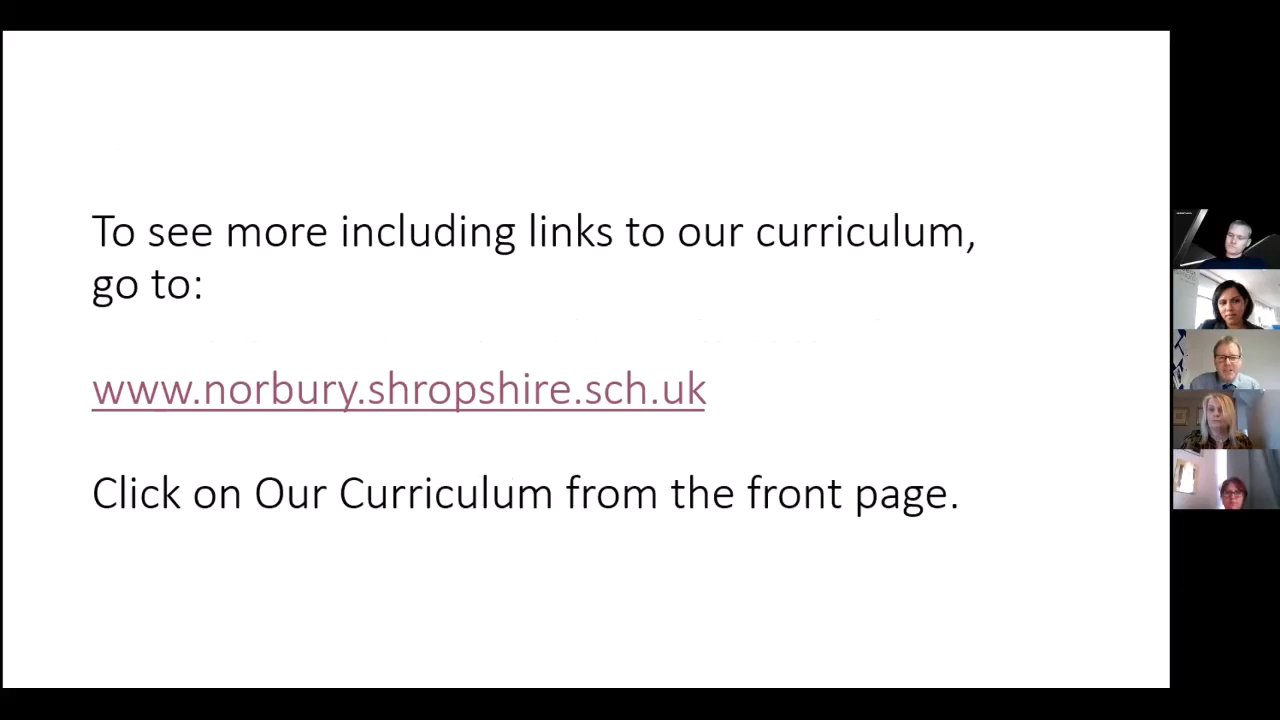 To see more including links to our curriculum,
go to:
www.norbury.shropshire.sch.uk
Click on Our Curriculum from the front page.